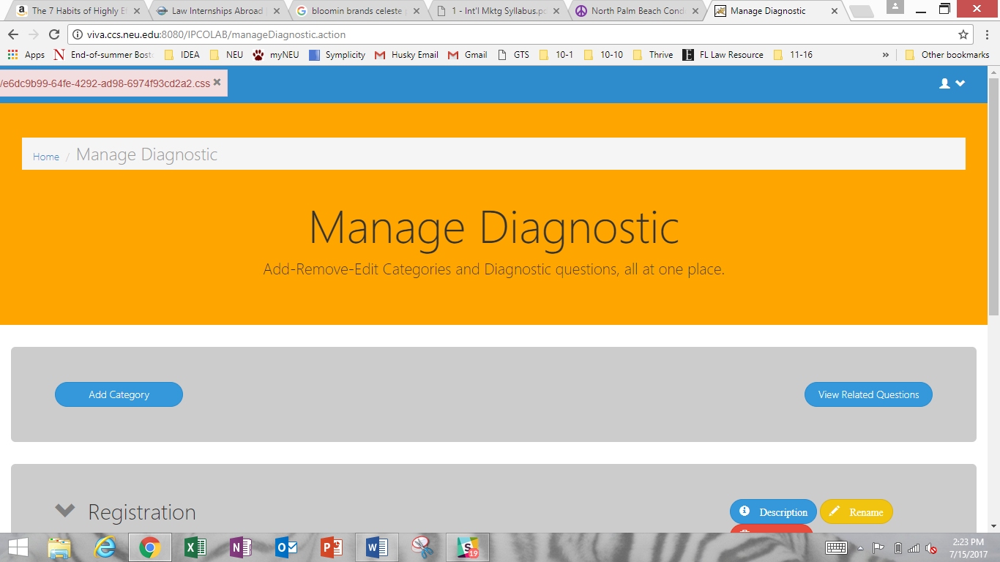 The 7 Habits of Highly Ef
Law Internships Abroad
bloomin brands celeste
1 - Int'l Mktg Syllabus.pd
North Palm Beach Cond
Manage Diagnostic
viva.ccs.neu.edu:8080/IPCOLAB/manageDiagnostic.action
Apps End-of-summer Bost IDEA NEU myNEU Symplicity Husky Email Gmail GTS 10-1 10-10 Thrive FL Law Resource 11-16 » Other bookmarks
/e6dc9b99-64fe-4292-ad98-6974f93cd2a2.css
Home / Manage Diagnostic
Manage Diagnostic
Add-Remove-Edit Categories and Diagnostic questions, all at one place.
Add Category
View Related Questions
Registration
Description
Rename
19
2:23 PM
7/15/2017